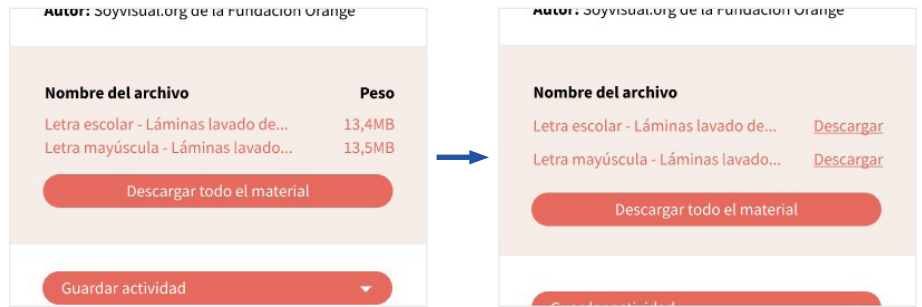 Autor: Soyvisual.org de la Fundación Orange
Nombre del archivo Peso
Letra escolar - Láminas lavado de... 13,4MB
Letra mayúscula - Láminas lavado... 13,5MB
Descargar todo el material
Guardar actividad
Autor: Soyvisual.org de la Fundación Orange
Nombre del archivo
Letra escolar - Láminas lavado de... Descargar
Letra mayúscula - Láminas lavado... Descargar
Descargar todo el material
Guardar actividad